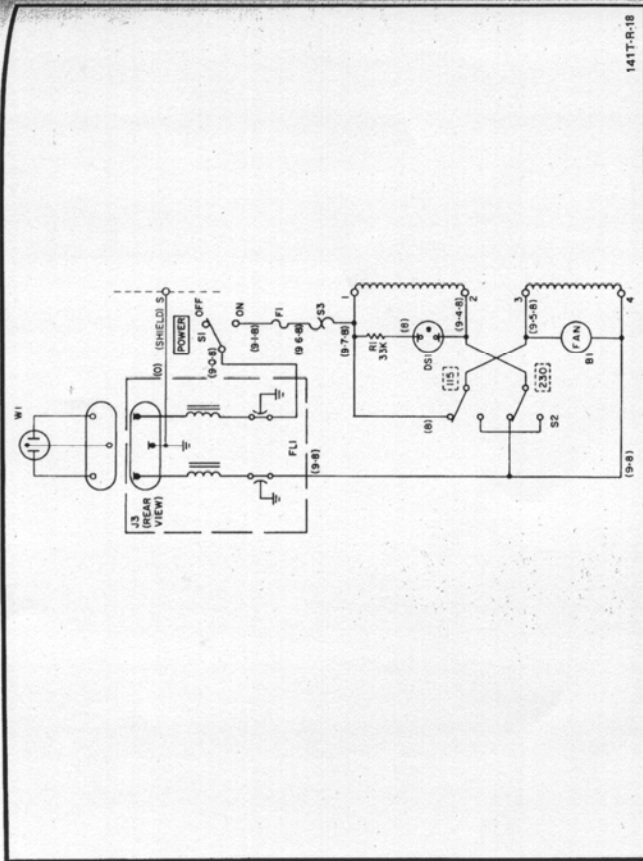 141T-R-18
W1
J3
(REAR
VIEW)
(0)
(SHIELD) S
POWER
OFF
S1
ON
(9-0-8)
(9-1-8)
F1
(9-6-8)
S3
FL1
(9-8)
(9-7-8)
1
R1
33K
(8)
DS1
(9-4-8)
2
3
(9-5-8)
FAN
B1
4
115
230
(8)
S2
(9-8)